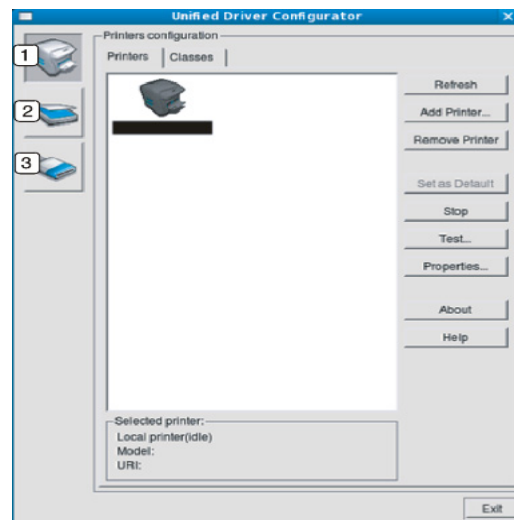 Unified Driver Configurator
Printers configuration
Printers Classes
1
2
3
Refresh
Add Printer...
Remove Printer
Set as Default
Stop
Test...
Properties...
About
Help
Selected printer:
Local printer(idle)
Model:
URI:
Exit